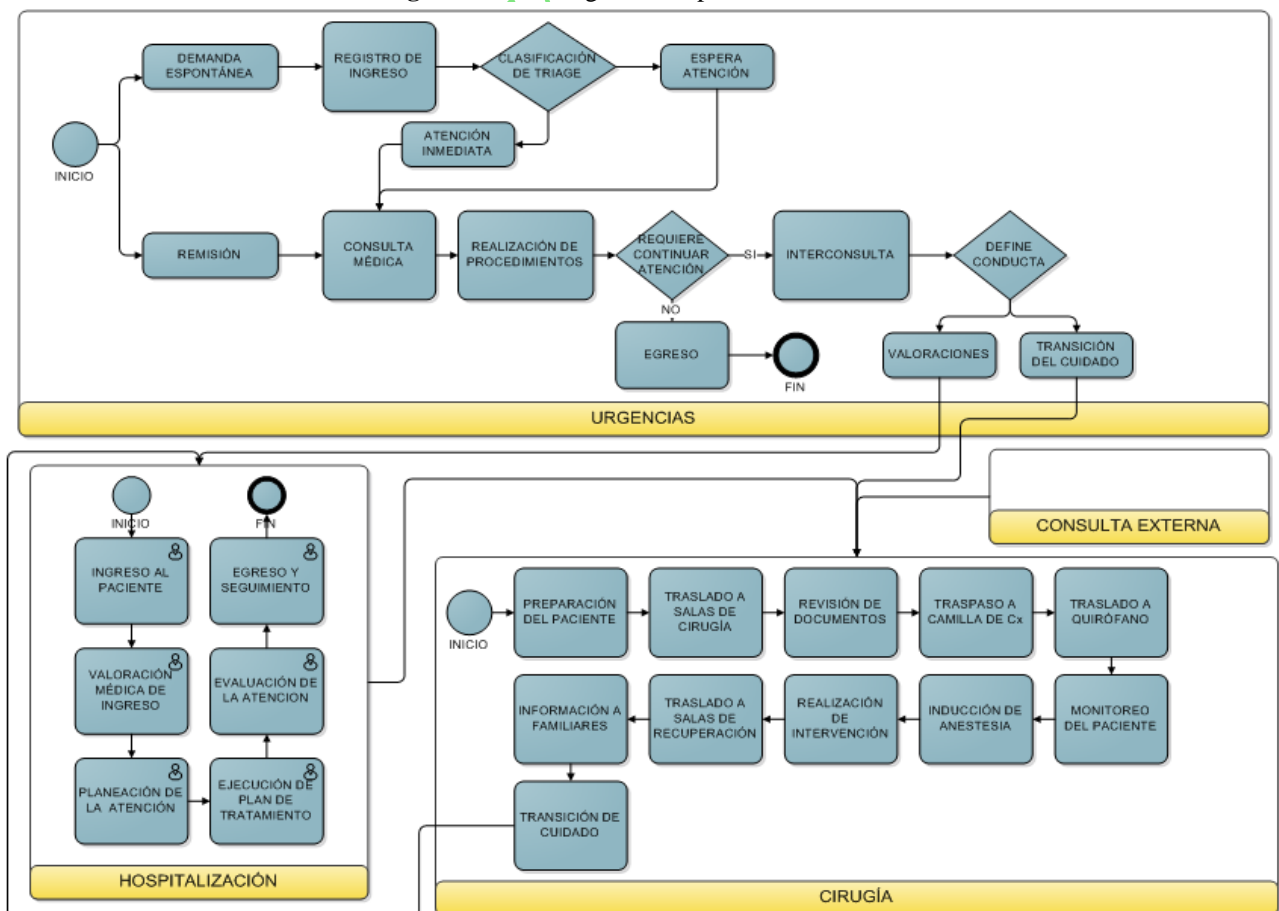 DEMANDA
ESPONTÁNEA
REGISTRO DE
INGRESO
CLASIFICACIÓN
DE TRIAGE
ESPERA
ATENCIÓN
ATENCIÓN
INMEDIATA
INICIO
REMISIÓN
CONSULTA
MÉDICA
REALIZACIÓN DE
PROCEDIMIENTOS
REQUIERE
CONTINUAR
ATENCIÓN
SI
INTERCONSULTA
DEFINE
CONDUCTA
NO
EGRESO
FIN
VALORACIONES
TRANSICIÓN
DEL CUIDADO
URGENCIAS
INICIO
FIN
INGRESO AL
PACIENTE
EGRESO Y
SEGUIMIENTO
VALORACIÓN
MÉDICA DE
INGRESO
EVALUACIÓN DE
LA ATENCION
PLANEACIÓN DE
LA ATENCIÓN
EJECUCIÓN DE
PLAN DE
TRATAMIENTO
HOSPITALIZACIÓN
CONSULTA EXTERNA
INICIO
PREPARACIÓN
DEL PACIENTE
TRASLADO A
SALAS DE
CIRUGÍA
REVISIÓN DE
DOCUMENTOS
TRASPASO A
CAMILLA DE Cx
TRASLADO A
QUIRÓFANO
INFORMACIÓN A
FAMILIARES
TRASLADO A
SALAS DE
RECUPERACIÓN
REALIZACIÓN
DE
INTERVENCIÓN
INDUCCIÓN DE
ANESTESIA
MONITOREO
DEL PACIENTE
TRANSICIÓN DE
CUIDADO
CIRUGÍA